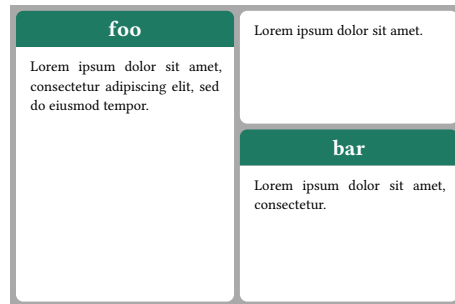 foo
Lorem ipsum dolor sit amet,
consectetur adipiscing elit, sed
do eiusmod tempor.
Lorem ipsum dolor sit amet.
bar
Lorem ipsum dolor sit amet,
consectetur.